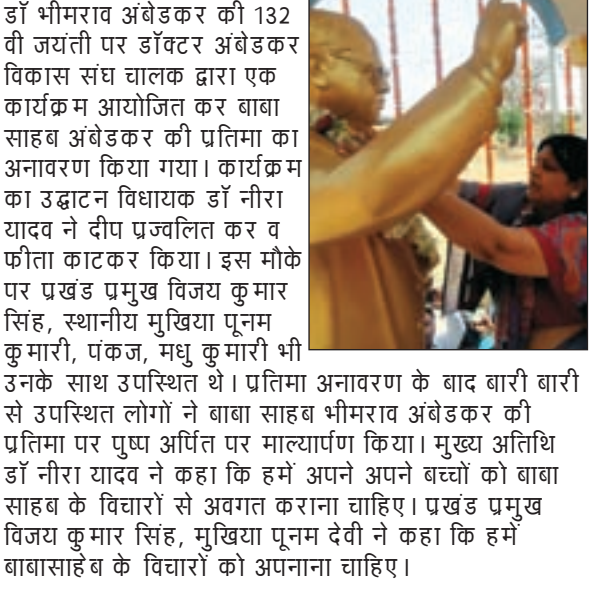 डॉ भीमराव अंबेडकर की 132
वी जयंती पर डॉक्टर अंबेडकर
विकास संघ चालक द्वारा एक
कार्यक्रम आयोजित कर बाबा
साहब अंबेडकर की प्रतिमा का
अनावरण किया गया। कार्यक्रम
का उद्घाटन विधायक डॉ नीरा
यादव ने दीप प्रज्वलित कर व
फीता काटकर किया। इस मौके
पर प्रखंड प्रमुख विजय कुमार
सिंह, स्थानीय मुखिया पूनम
कुमारी, पंकज, मधु कुमारी भी
उनके साथ उपस्थित थे। प्रतिमा अनावरण के बाद बारी बारी
से उपस्थित लोगों ने बाबा साहब भीमराव अंबेडकर की
प्रतिमा पर पुष्प अर्पित पर माल्यार्पण किया। मुख्य अतिथि
डॉ नीरा यादव ने कहा कि हमें अपने अपने बच्चों को बाबा
साहब के विचारों से अवगत कराना चाहिए। प्रखंड प्रमुख
विजय कुमार सिंह, मुखिया पूनम देवी ने कहा कि हमें
बाबासाहेब के विचारों को अपनाना चाहिए।